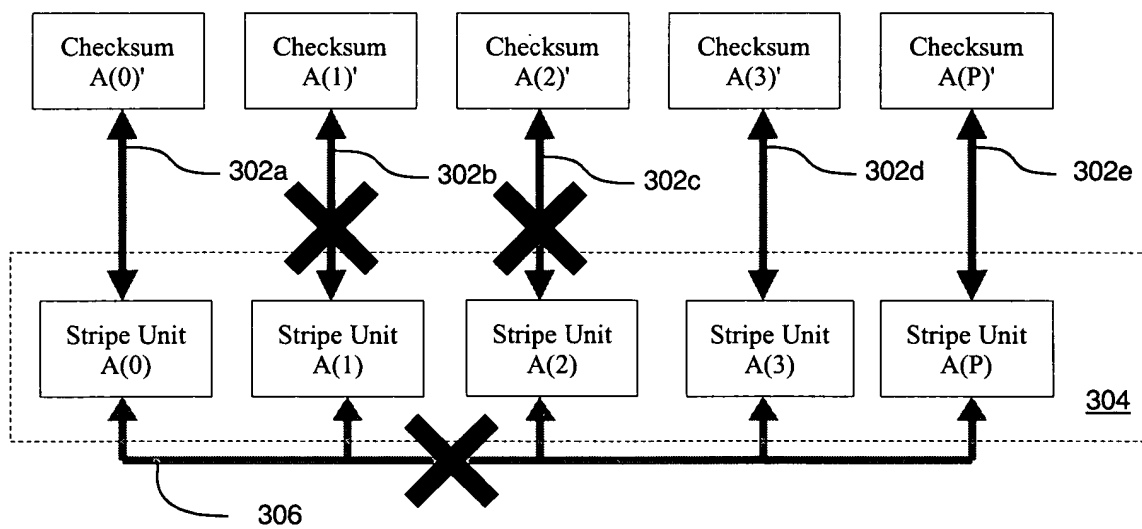 Checksum
A(0)'
Checksum
A(1)'
Checksum
A(2)'
Checksum
A(3)'
Checksum
A(P)'
302a
302b
302c
302d
302e
Stripe Unit
A(0)
Stripe Unit
A(1)
Stripe Unit
A(2)
Stripe Unit
A(3)
Stripe Unit
A(P)
304
306